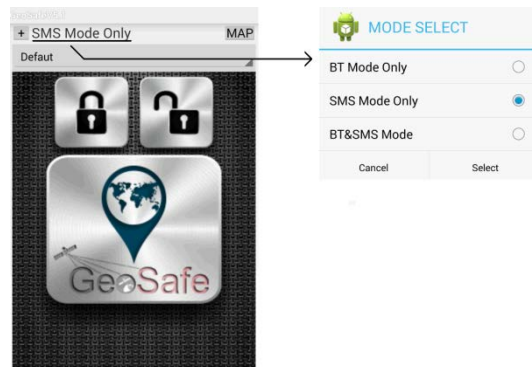 + SMS Mode Only MAP
Defaut
GeoSafe
MODE SELECT
BT Mode Only
SMS Mode Only
BT&SMS Mode
Cancel Select